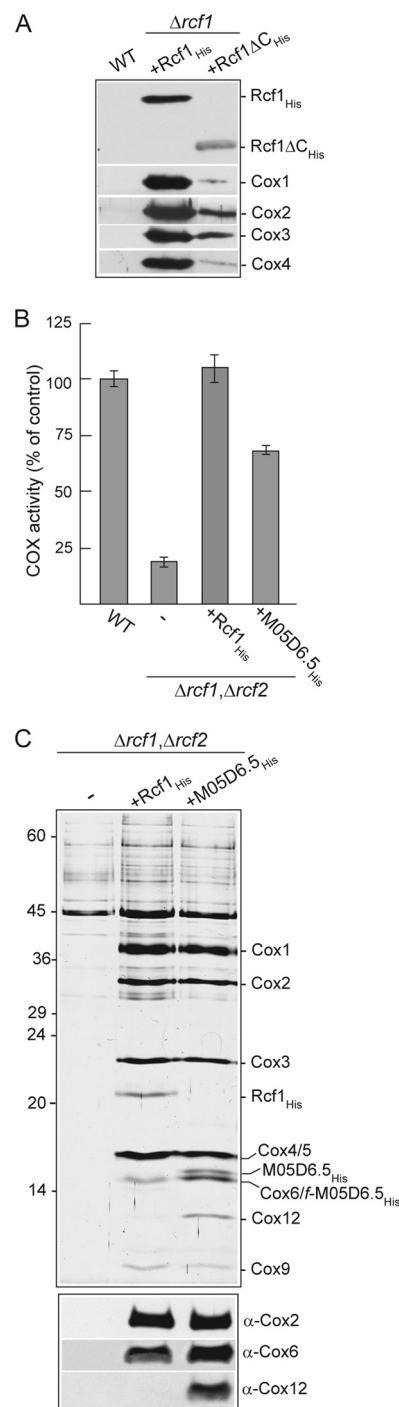 A
Δrcf1
WT
+Rcf1His
+Rcf1ΔCHis
Rcf1His
Rcf1ΔCHis
Cox1
Cox2
Cox3
Cox4
B
COX activity (% of control)
125
100
75
50
25
WT
-
+Rcf1His
+M05D6.5His
Δrcf1,Δrcf2
C
Δrcf1,Δrcf2
-
+Rcf1His
+M05D6.5His
60
45
36
29
24
20
14
Cox1
Cox2
Cox3
Rcf1His
Cox4/5
M05D6.5His
Cox6/f-M05D6.5His
Cox12
Cox9
α-Cox2
α-Cox6
α-Cox12